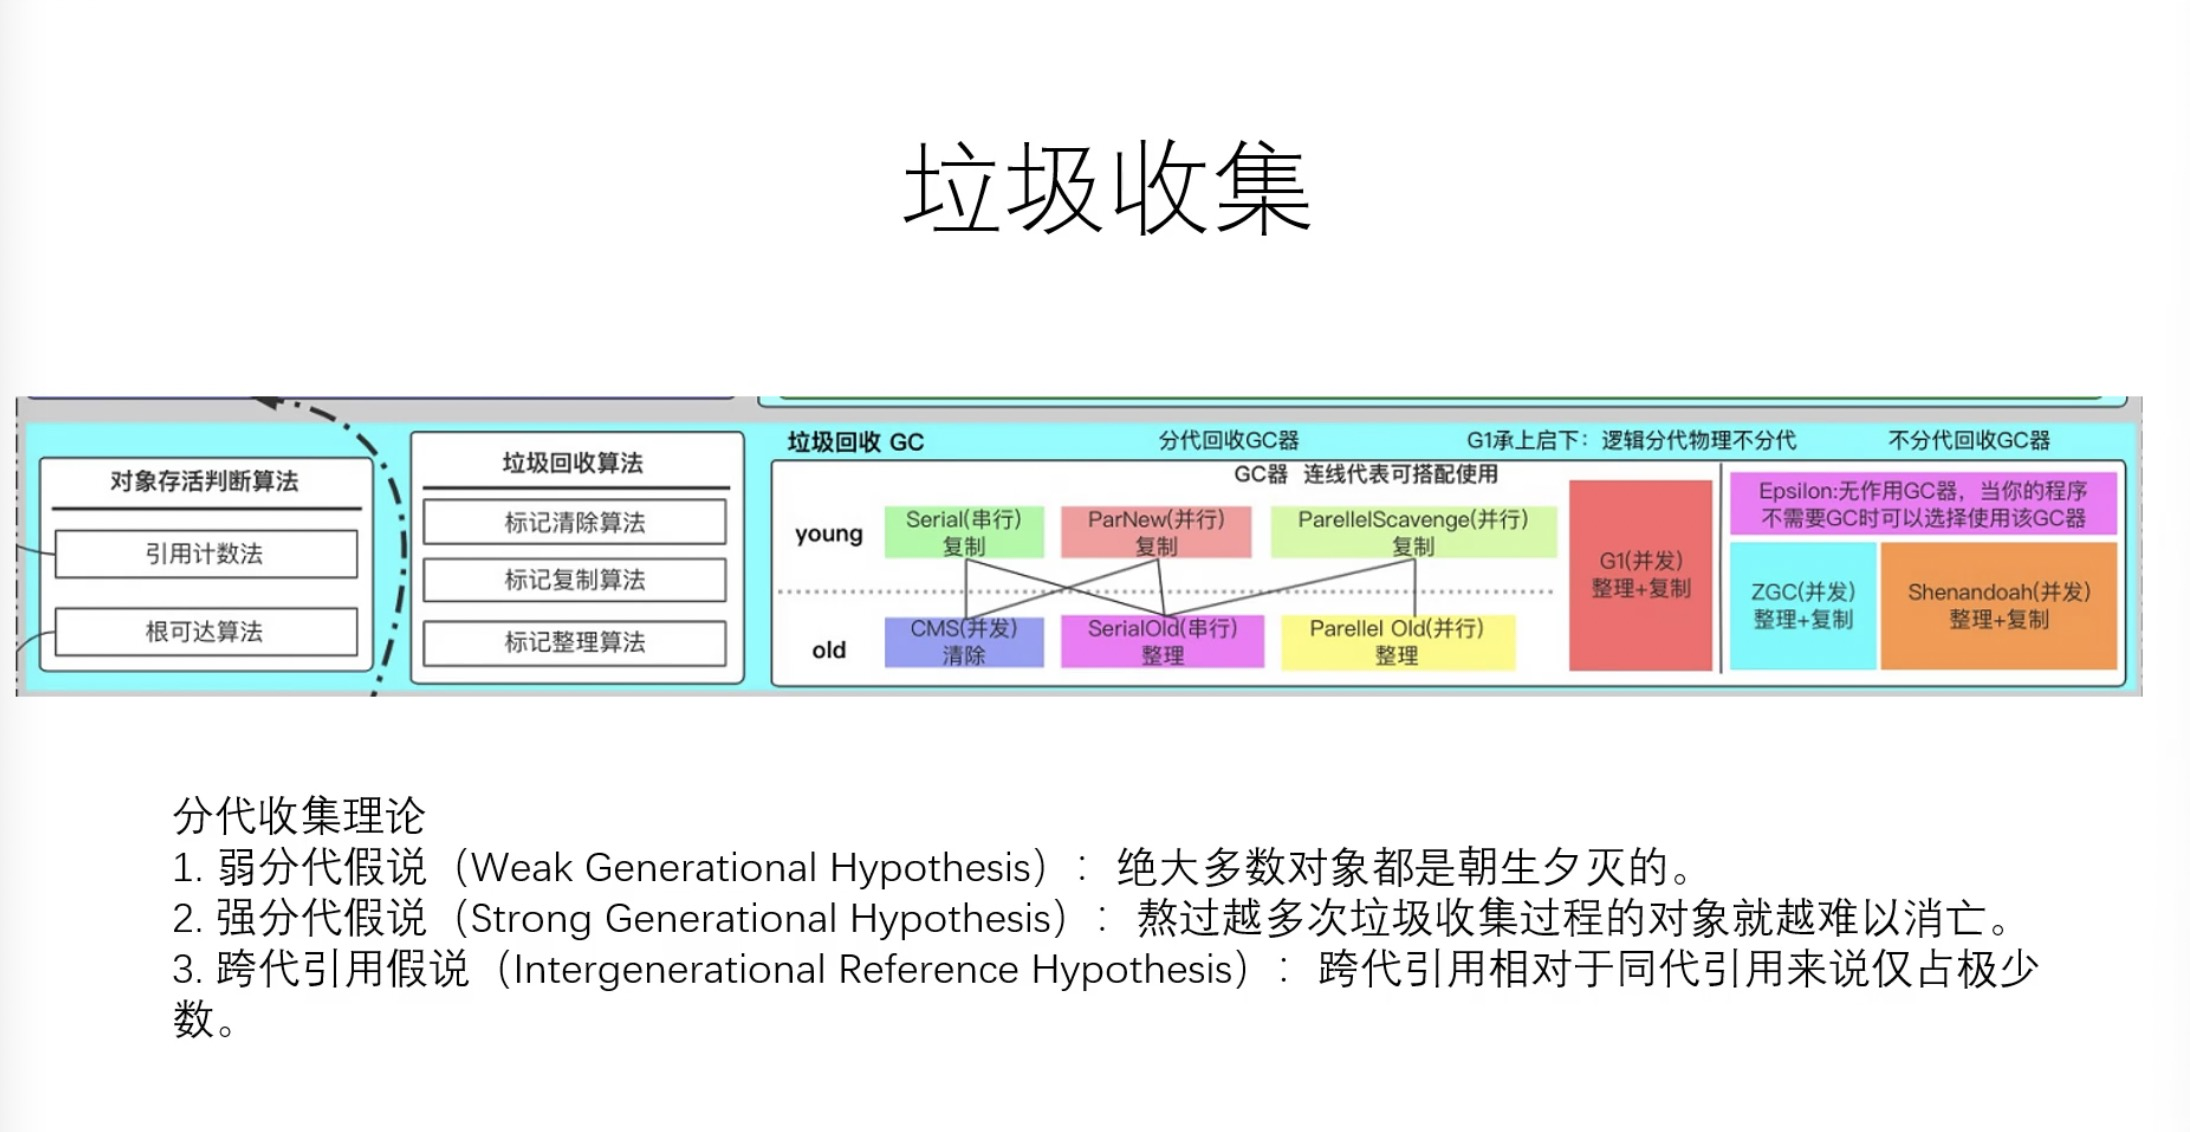 垃圾收集
对象存活判断算法
引用计数法
根可达算法
垃圾回收算法
标记清除算法
标记复制算法
标记整理算法
垃圾回收 GC
分代回收GC器
G1承上启下：逻辑分代物理不分代
不分代回收GC器
GC器 连线代表可搭配使用
young
Serial(串行)
复制
ParNew(并行)
复制
ParellelScavenge(并行)
复制
old
CMS(并发)
清除
SerialOld(串行)
整理
Parellel Old(并行)
整理
G1(并发)
整理+复制
Epsilon:无作用GC器，当你的程序
不需要GC时可以选择使用该GC器
ZGC(并发)
整理+复制
Shenandoah(并发)
整理+复制
分代收集理论
1. 弱分代假说（Weak Generational Hypothesis）：绝大多数对象都是朝生夕灭的。
2. 强分代假说（Strong Generational Hypothesis）：熬过越多次垃圾收集过程的对象就越难以消亡。
3. 跨代引用假说（Intergenerational Reference Hypothesis）：跨代引用相对于同代引用来说仅占极少
数。